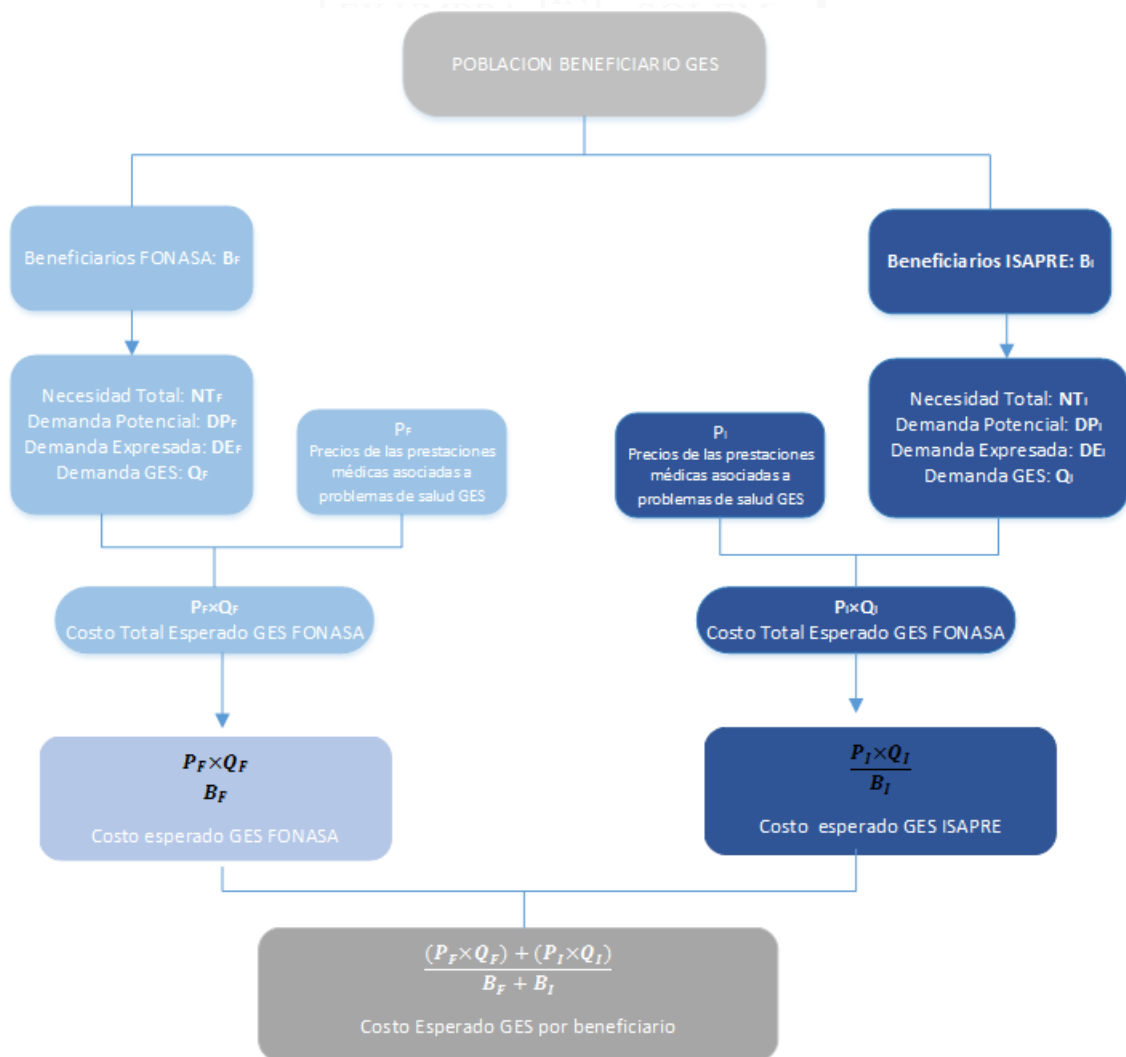 POBLACION BENEFICIARIO GES
Beneficiarios FONASA: BF
Beneficiarios ISAPRE: BI
Necesidad Total: NTF
Demanda Potencial: DPF
Demanda Expresada: DEF
Demanda GES: QF
PF
Precios de las prestaciones
médicas asociadas a
problemas de salud GES
PI
Precios de las prestaciones
médicas asociadas a
problemas de salud GES
Necesidad Total: NTI
Demanda Potencial: DPI
Demanda Expresada: DEI
Demanda GES: QI
PF×QF
Costo Total Esperado GES FONASA
PI×QI
Costo Total Esperado GES FONASA
PF×QF
BF
Costo esperado GES FONASA
PI×QI
BI
Costo esperado GES ISAPRE
(PF×QF) + (PI×QI)
BF + BI
Costo Esperado GES por beneficiario